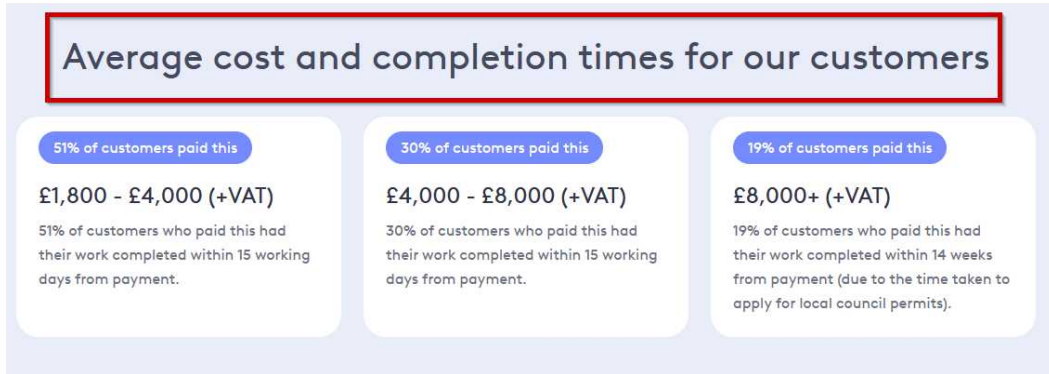 Average cost and completion times for our customers
51% of customers paid this
£1,800 - £4,000 (+VAT)
51% of customers who paid this had
their work completed within 15 working
days from payment.
30% of customers paid this
£4,000 - £8,000 (+VAT)
30% of customers who paid this had
their work completed within 15 working
days from payment.
19% of customers paid this
£8,000+ (+VAT)
19% of customers who paid this had
their work completed within 14 weeks
from payment (due to the time taken to
apply for local council permits).